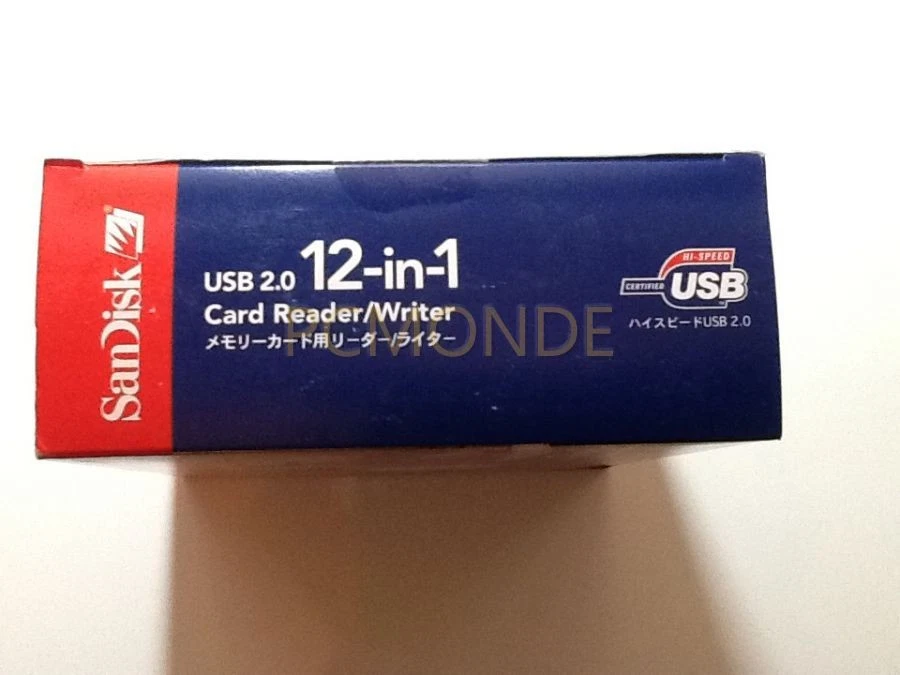 SanDisk®
USB 2.0 12-in-1
Card Reader/Writer
メモリーカード用リーダー/ライター
HI-SPEED
CERTIFIED USB
ハイスピードUSB 2.0
PCMONDE